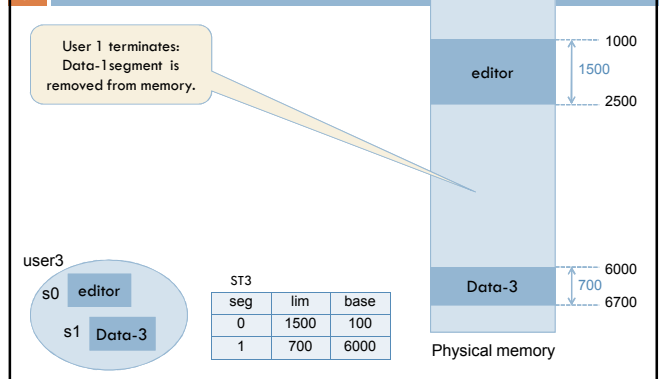 User 1 terminates:
Data-1segment is
removed from memory.
editor
1000
1500
2500
Data-3
6000
700
6700
Physical memory
user3
s0 editor
s1 Data-3
ST3
seg lim base
0 1500 100
1 700 6000